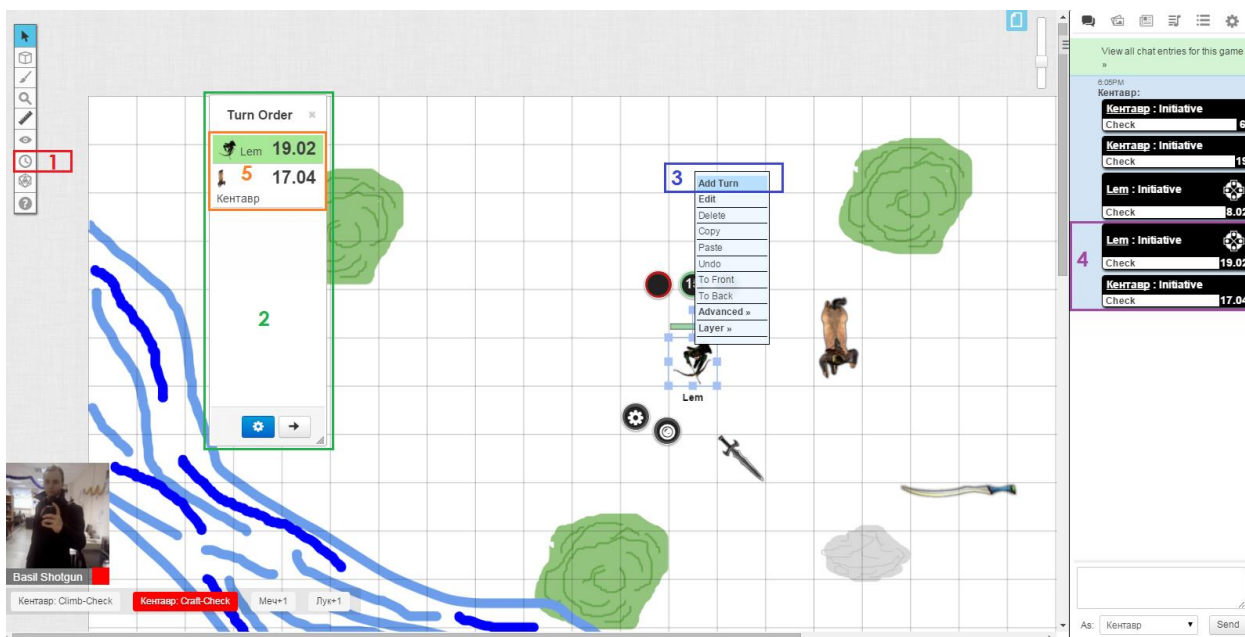 View all chat entries for this game
»
6:05PM
Кентавр:
Кентавр : Initiative
Check 6
Кентавр : Initiative
Check 19
Lem : Initiative
Check 8.02
Lem : Initiative
4
Check 19.02
Кентавр : Initiative
Check 17.04
1
Turn Order ×
Lem 19.02
5 17.04
Кентавр
2
3 Add Turn
Edit
Delete
Copy
Paste
Undo
To Front
To Back
Advanced »
Layer »
Lem
Basil Shotgun
Кентавр: Climb-Check Кентавр: Craft-Check Меч+1 Лук+1
As: Кентавр Send